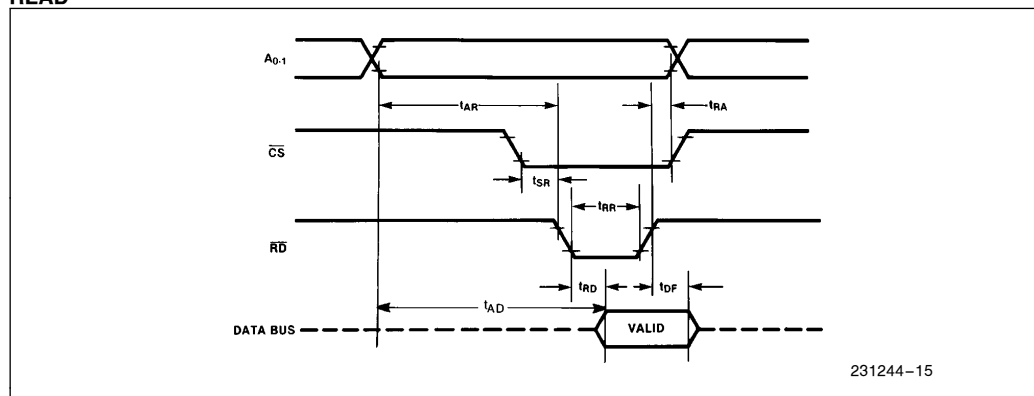 READ
A0-1
tAR
tRA
CS
tSR
tRR
RD
tRD
tDF
tAD
DATA BUS
VALID
231244–15